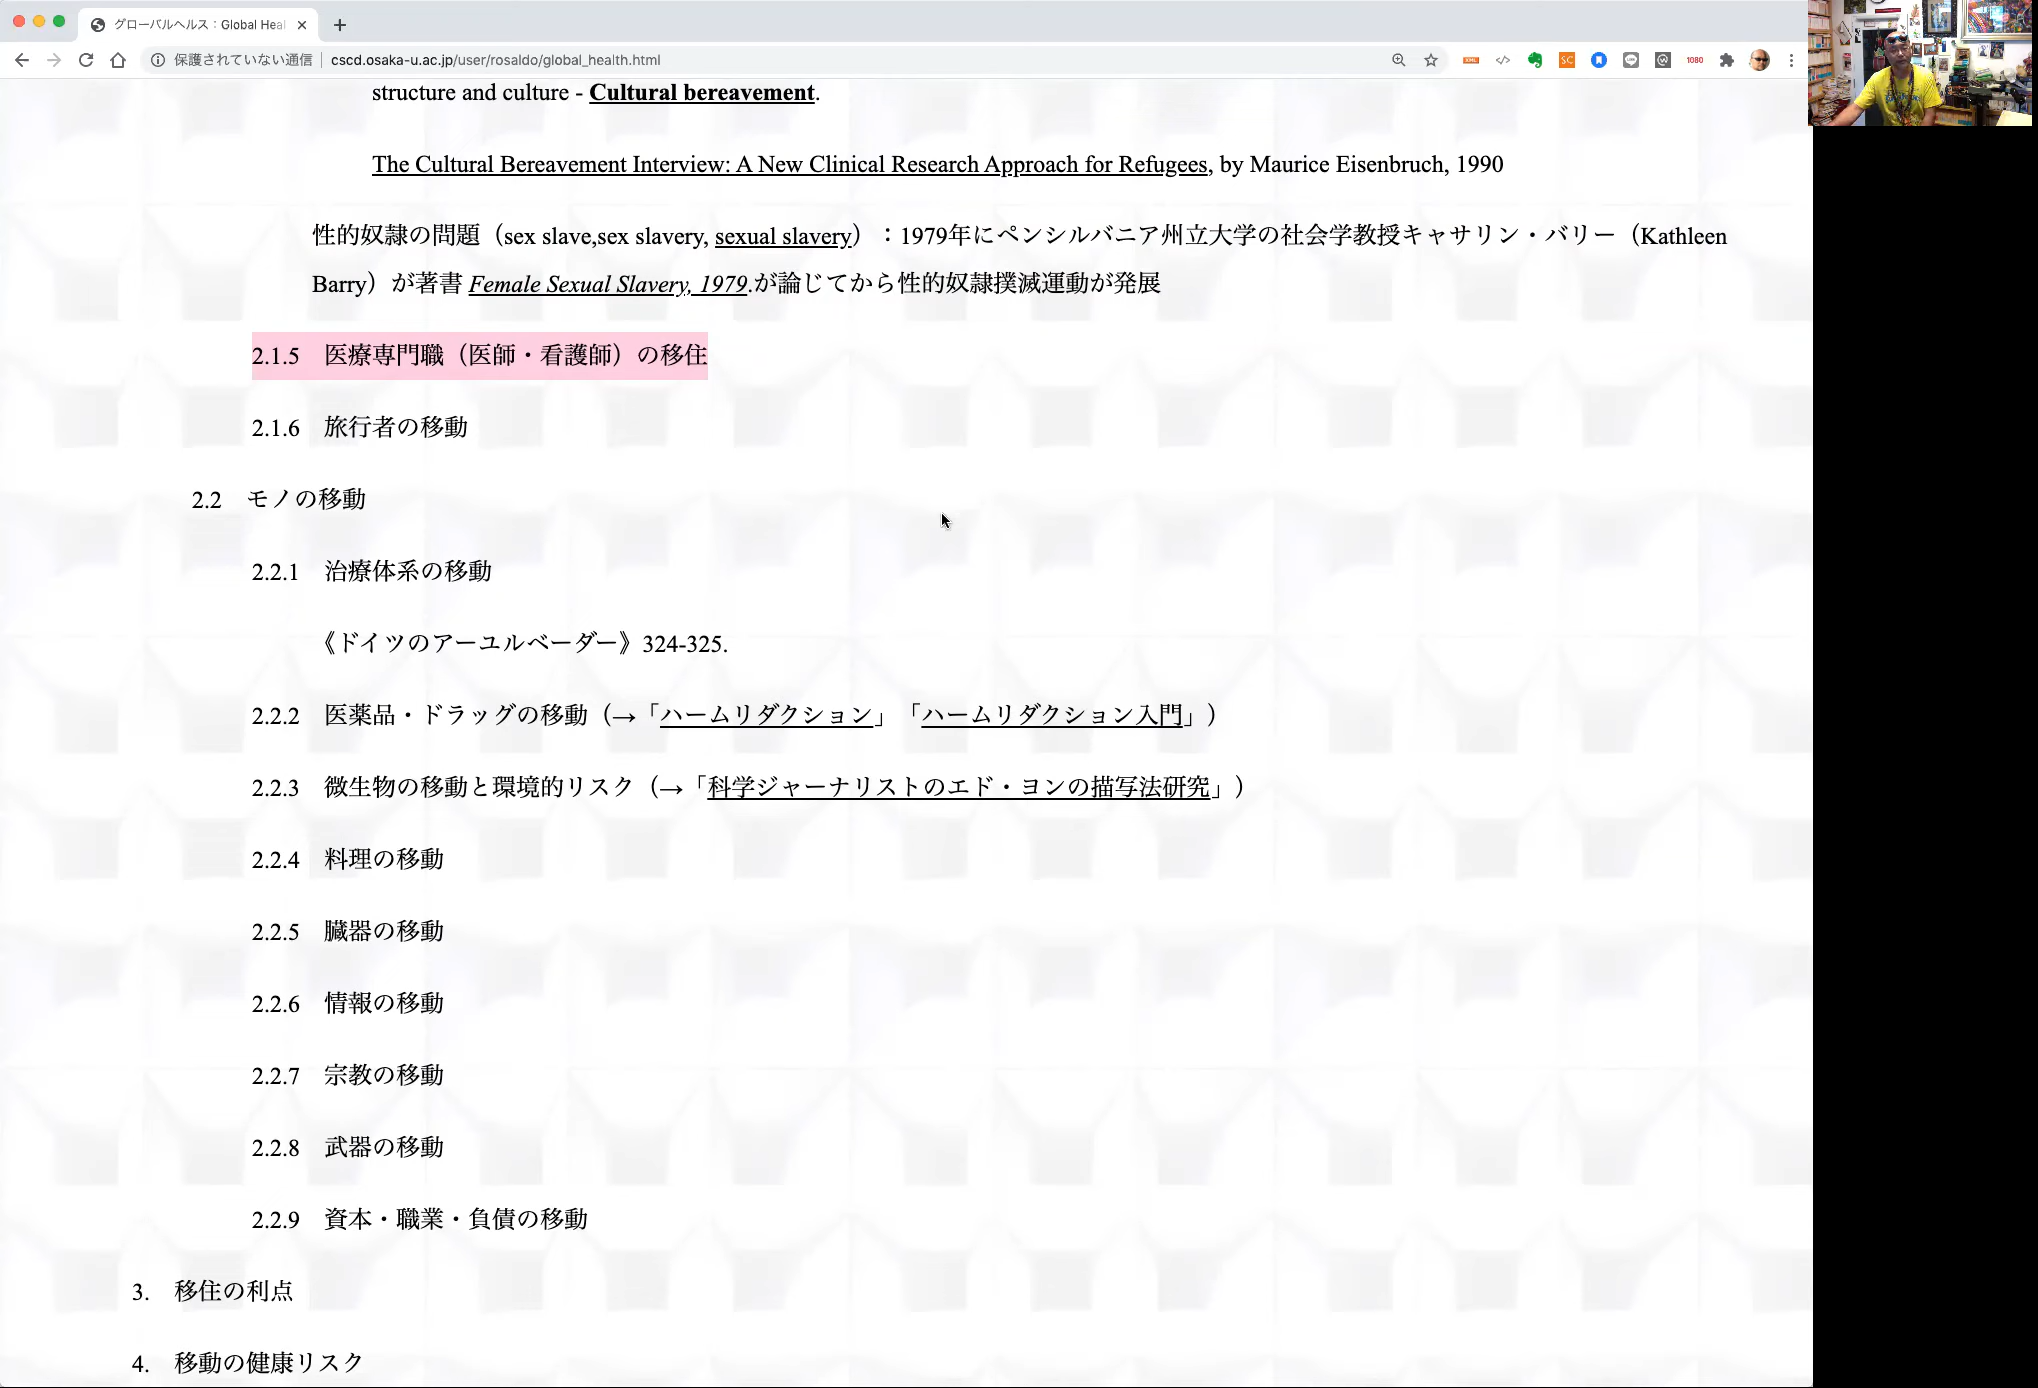 グローバルヘルス：Global Hea
保護されていない通信 | cscd.osaka-u.ac.jp/user/rosaldo/global_health.html
SC
1080
structure and culture - Cultural bereavement.
The Cultural Bereavement Interview: A New Clinical Research Approach for Refugees, by Maurice Eisenbruch, 1990
性的奴隷の問題（sex slave,sex slavery, sexual slavery）：1979年にペンシルバニア州立大学の社会学教授キャサリン・バリー（Kathleen
Barry）が著書 Female Sexual Slavery, 1979.が論じてから性的奴隷撲滅運動が発展
2.1.5　医療専門職（医師・看護師）の移住
2.1.6　旅行者の移動
2.2　モノの移動
2.2.1　治療体系の移動
《ドイツのアーユルベーダー》324-325.
2.2.2　医薬品・ドラッグの移動（→「ハームリダクション」「ハームリダクション入門」）
2.2.3　微生物の移動と環境的リスク（→「科学ジャーナリストのエド・ヨンの描写法研究」）
2.2.4　料理の移動
2.2.5　臓器の移動
2.2.6　情報の移動
2.2.7　宗教の移動
2.2.8　武器の移動
2.2.9　資本・職業・負債の移動
3.　移住の利点
4.　移動の健康リスク